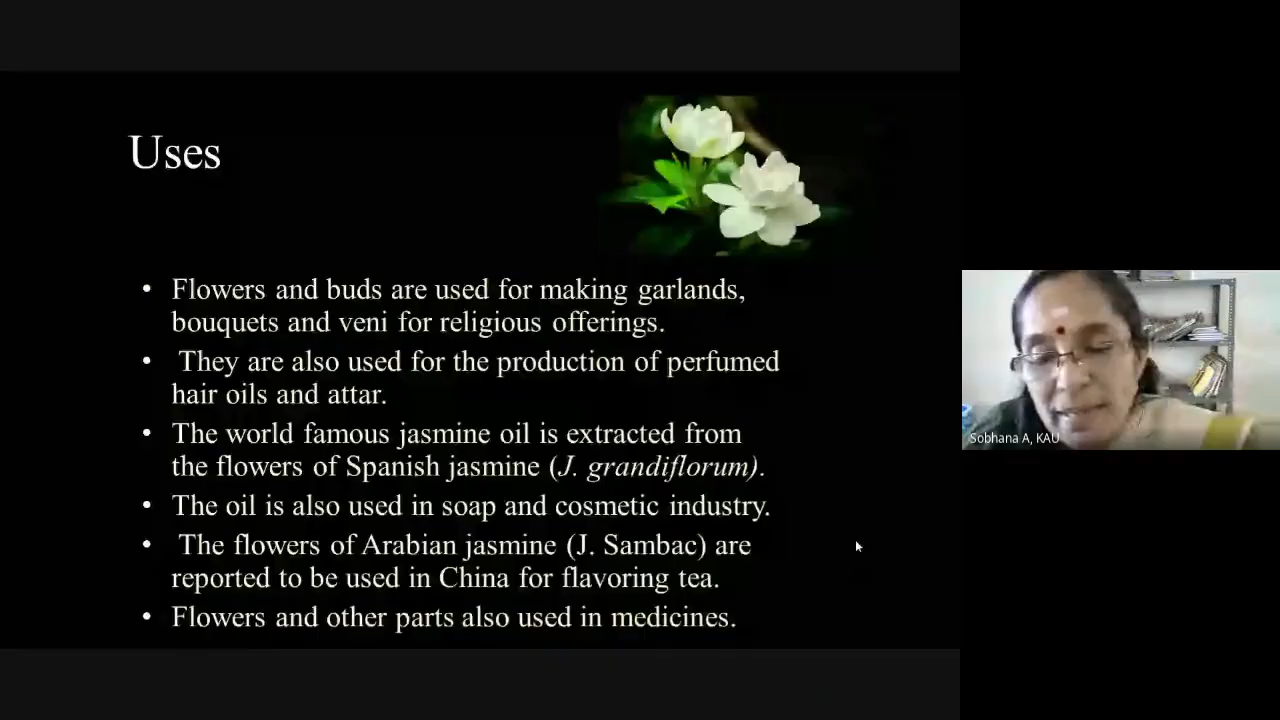 Uses
• Flowers and buds are used for making garlands,
bouquets and veni for religious offerings.
• They are also used for the production of perfumed
hair oils and attar.
• The world famous jasmine oil is extracted from
the flowers of Spanish jasmine (J. grandiflorum).
• The oil is also used in soap and cosmetic industry.
• The flowers of Arabian jasmine (J. Sambac) are
reported to be used in China for flavoring tea.
• Flowers and other parts also used in medicines.
Sobhana A, KAU